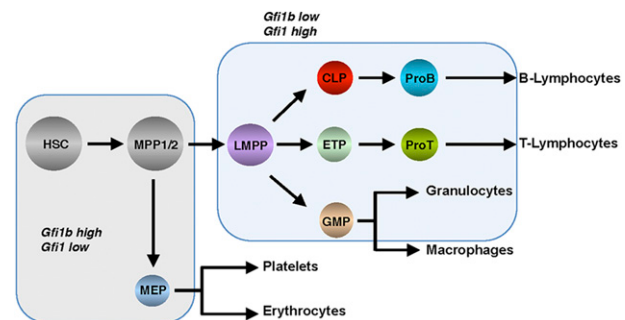 Gfi1b low
Gfi1 high
CLP
ProB
B-Lymphocytes
HSC
MPP1/2
LMPP
ETP
ProT
T-Lymphocytes
Granulocytes
GMP
Gfi1b high
Gfi1 low
Macrophages
Platelets
MEP
Erythrocytes